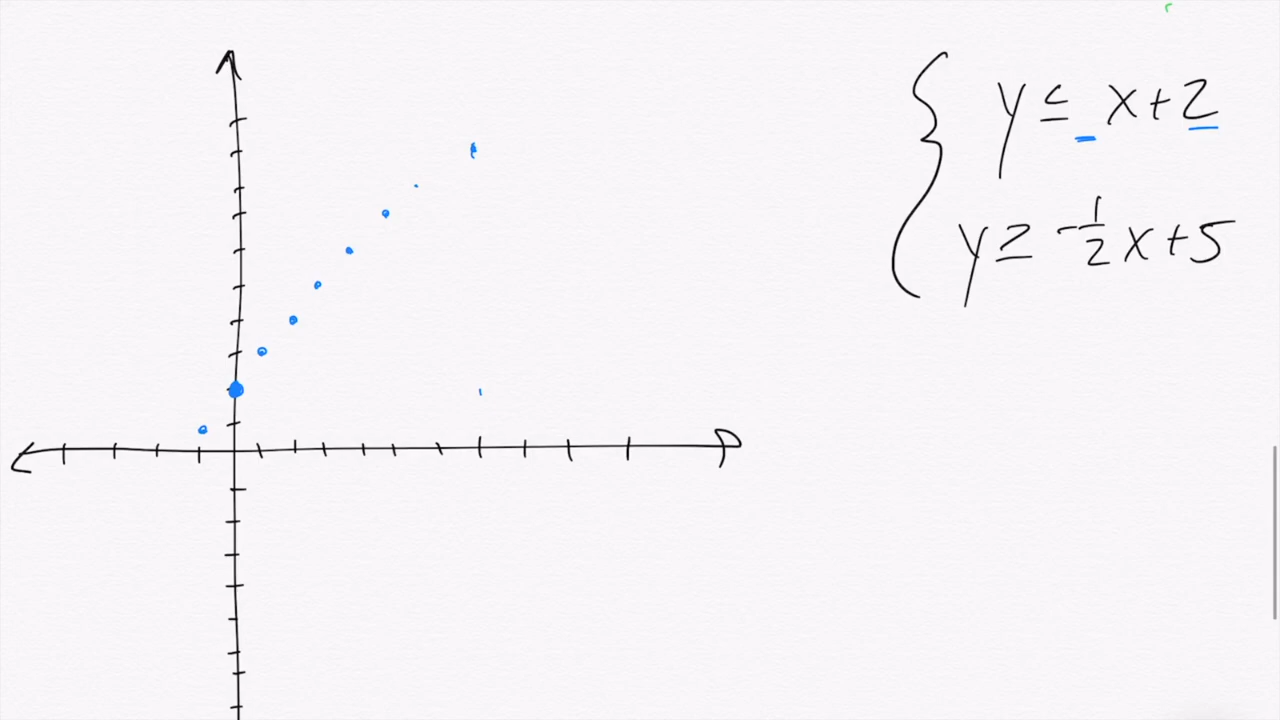 y ≤ x + 2
y ≥ -1/2 x + 5